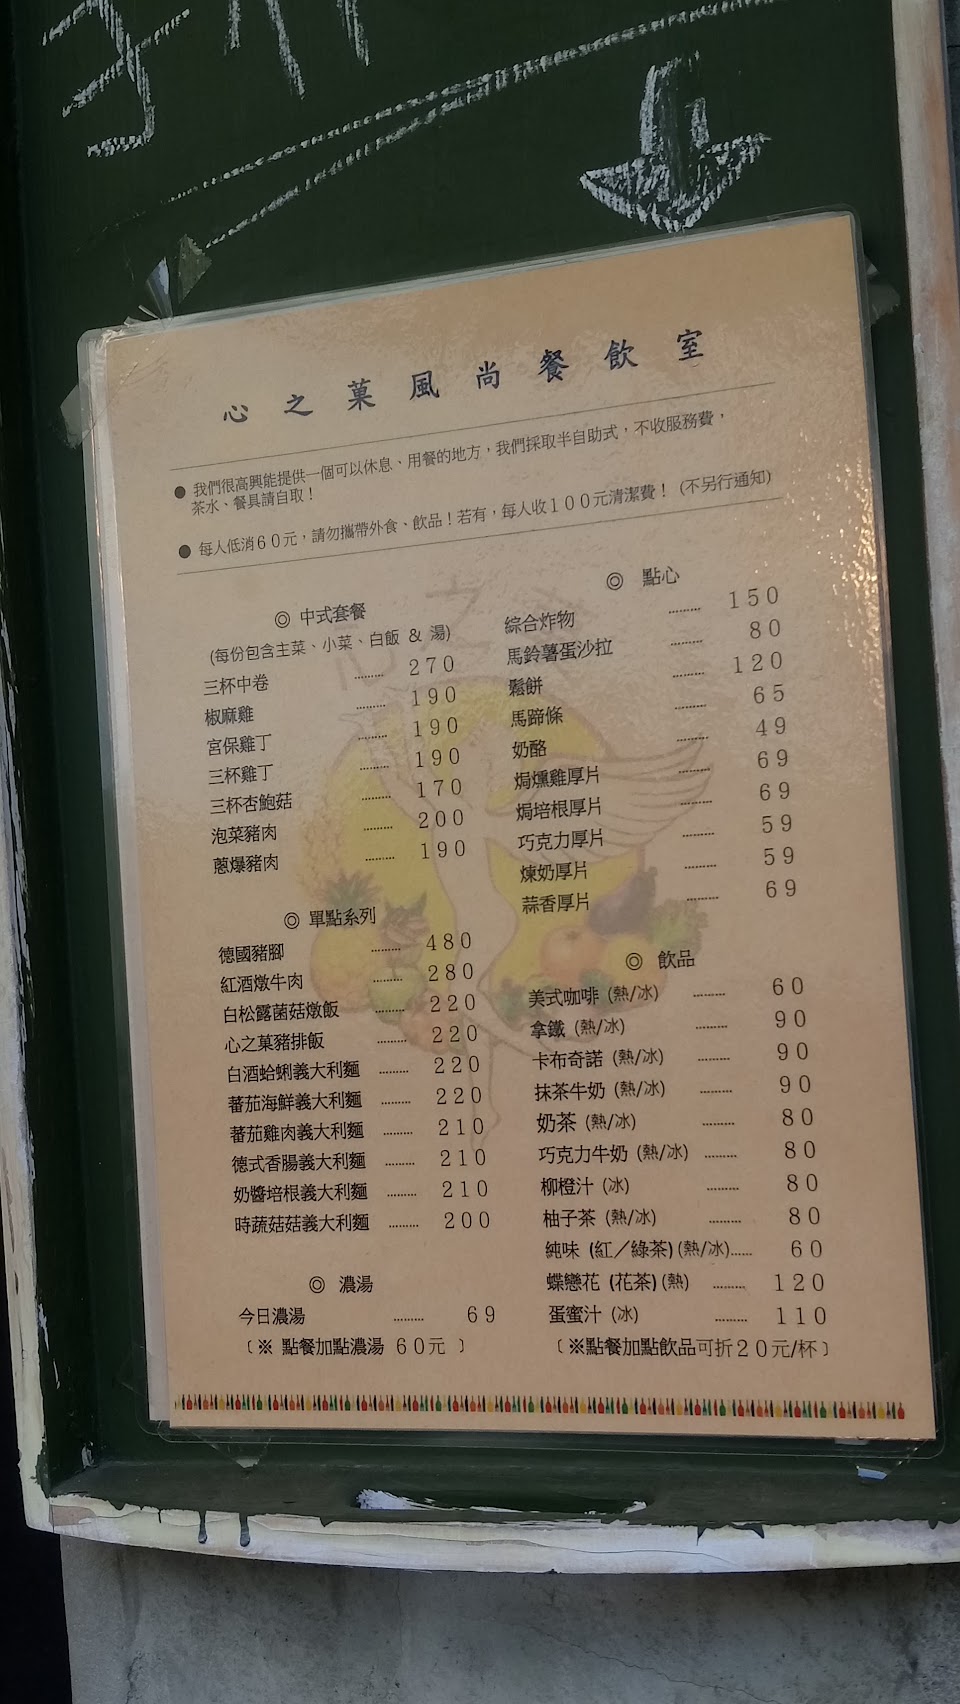 心之菓風尚餐飲室
● 我們很高興能提供一個可以休息、用餐的地方，我們採取半自助式，不收服務費，
茶水、餐具請自取！
● 每人低消６０元，請勿攜帶外食、飲品！若有，每人收１００元清潔費！ (不另行通知)
◎ 中式套餐
(每份包含主菜、小菜、白飯 & 湯)
三杯中卷 ……… 270
椒麻雞 ……… 190
宮保雞丁 ……… 190
三杯雞丁 ……… 190
三杯杏鮑菇 ……… 170
泡菜豬肉 ……… 200
蔥爆豬肉 ……… 190
◎ 單點系列
德國豬腳 ……… 480
紅酒燉牛肉 ……… 280
白松露菌菇燉飯 ……… 220
心之菓豬排飯 ……… 220
白酒蛤蜊義大利麵 ……… 220
蕃茄海鮮義大利麵 ……… 220
蕃茄雞肉義大利麵 ……… 210
德式香腸義大利麵 ……… 210
奶醬培根義大利麵 ……… 210
時蔬菇菇義大利麵 ……… 200
◎ 濃湯
今日濃湯 ……… 69
〔※ 點餐加點濃湯 60元 〕
◎ 點心
綜合炸物 ……… 150
馬鈴薯蛋沙拉 ……… 80
鬆餅 ……… 120
馬蹄條 ……… 65
奶酪 ……… 49
焗燻雞厚片 ……… 69
焗培根厚片 ……… 69
巧克力厚片 ……… 59
煉奶厚片 ……… 59
蒜香厚片 ……… 69
◎ 飲品
美式咖啡 (熱/冰) ……… 60
拿鐵 (熱/冰) ……… 90
卡布奇諾 (熱/冰) ……… 90
抹茶牛奶 (熱/冰) ……… 90
奶茶 (熱/冰) ……… 80
巧克力牛奶 (熱/冰) ……… 80
柳橙汁 (冰) ……… 80
柚子茶 (熱/冰) ……… 80
純味 (紅／綠茶) (熱/冰)…… 60
蝶戀花 (花茶) (熱) ……… 120
蛋蜜汁 (冰) ……… 110
〔※點餐加點飲品可折２０元/杯〕